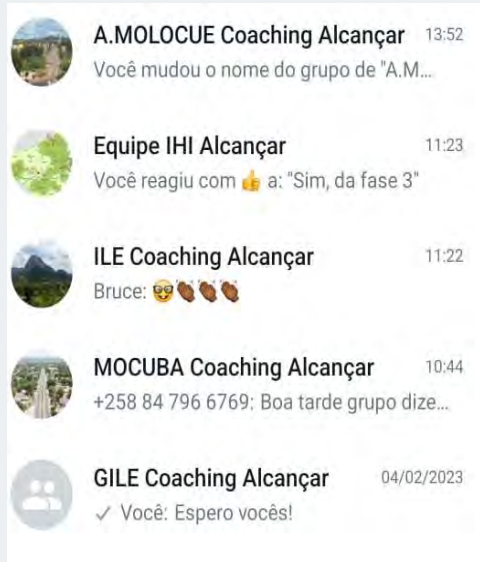 A.MOLOCUE Coaching Alcançar 13:52
Você mudou o nome do grupo de "A.M...
Equipe IHI Alcançar 11:23
Você reagiu com 👍 a: "Sim, da fase 3"
ILE Coaching Alcançar 11:22
Bruce: 🤓👏🏾👏🏾👏🏾
MOCUBA Coaching Alcançar 10:44
+258 84 796 6769: Boa tarde grupo dize...
GILE Coaching Alcançar 04/02/2023
✓ Você: Espero vocês!